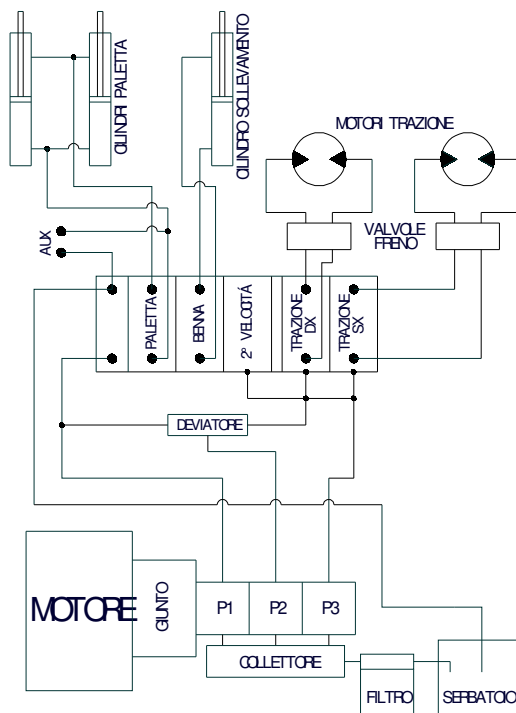 CILINDRI PALETTA
CILINDRO SOLLEVAMENTO
MOTORI TRAZIONE
VALVOLE
FRENO
AUX
PALETTA
BENNA
2° VELOCITÁ
TRAZIONE
DX
TRAZIONE
SX
DEVIATORE
MOTORE
GIUNTO
P1
P2
P3
COLLETTORE
FILTRO
SERBATOIO